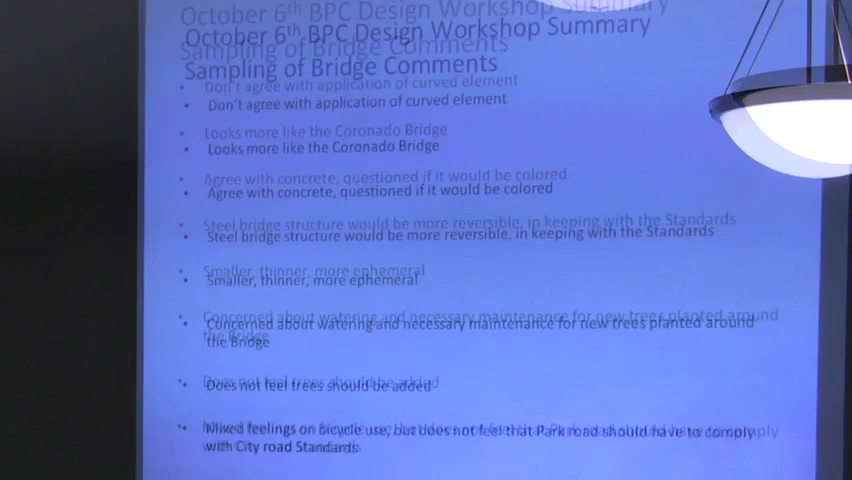 October 6th BPC Design Workshop Summary
Sampling of Bridge Comments
• Don't agree with application of curved element
• Looks more like the Coronado Bridge
• Agree with concrete, questioned if it would be colored
• Steel bridge structure would be more reversible, in keeping with the Standards
• Smaller, thinner, more ephemeral
• Concerned about watering and necessary maintenance for new trees planted around
the Bridge
• Does not feel trees should be added
• Mixed feelings on bicycle use, but does not feel that Park road should have to comply
with City road Standards